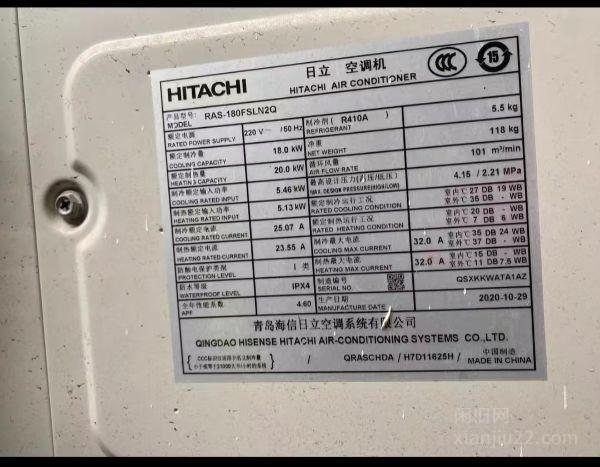 HITACHI
日立 空调机
HITACHI AIR CONDITIONER
CCC
15
产品型号:
MODEL RAS-180FSLN2Q
额定电源
RATED POWER SUPPLY 220 V～ /50 Hz
额定制冷量
COOLING CAPACITY 18.0 kW
额定制热量
HEATING CAPACITY 20.0 kW
制冷额定输入功率
COOLING RATED INPUT 5.46 kW
制热额定输入功率
HEATING RATED INPUT 5.13 kW
制冷额定电流
COOLING RATED CURRENT 25.07 A
制热额定电流
HEATING RATED CURRENT 23.55 A
防触电保护类别
PROTECTION LEVEL I 类
防水等级
WATERPROOF LEVEL IPX4
全年性能系数
APF 4.60
制冷剂 ( R410A )
REFRIGERANT 5.5 kg
净重
NET WEIGHT 118 kg
循环风量
AIR FLOW RATE 101 m³/min
最高设计压力(高压/低压)
MAX. DESIGN PRESSURE(HIGH/LOW) 4.15 / 2.21 MPa
制冷额定运行工况
RATED COOLING CONDITION
室内℃ 27 DB 19 WB
室外℃ 35 DB - WB
制热额定运行工况
RATED HEATING CONDITION
室内℃ 20 DB - WB
室外℃ 7 DB 6 WB
制冷最大电流
COOLING MAX CURRENT 32.0 A
室内℃ 35 DB 24 WB
室外℃ 37 DB - WB
制热最大电流
HEATING MAX CURRENT 32.0 A
室内℃ 15 DB - WB
室外℃ 11 DB 7.5 WB
制造编号
SERIAL NO. QSXKKWATA1AZ
生产日期
MANUFACTURE DATE 2020-10-29
青岛海信日立空调系统有限公司
QINGDAO HISENSE HITACHI AIR-CONDITIONING SYSTEMS CO.,LTD.
/ QRASCHDA / H7D11625H /
中国制造
MADE IN CHINA
闲旧网
xianjiu22.com